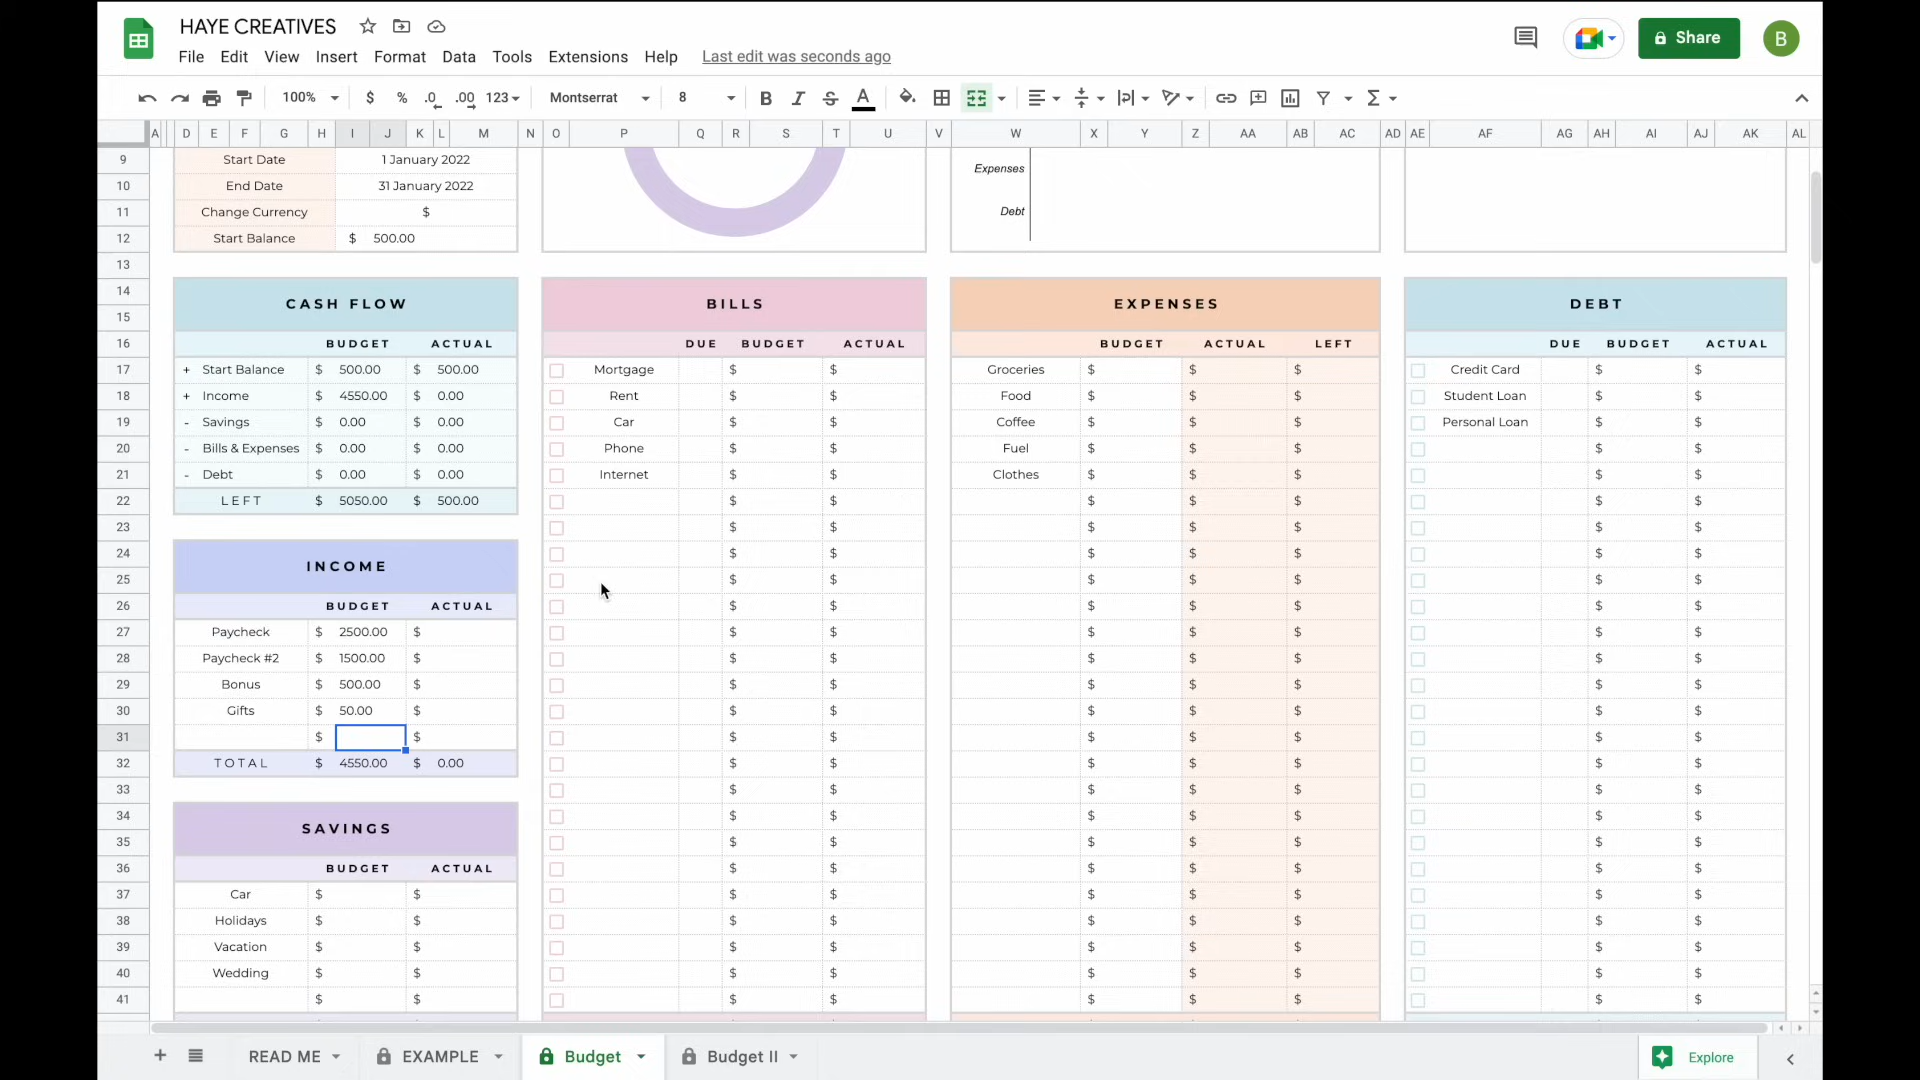 HAYE CREATIVES
File Edit View Insert Format Data Tools Extensions Help Last edit was seconds ago
Share
B
100% $ % .0 .00 123 Montserrat 8 B I S A
A D E F G H I J K L M N O P Q R S T U V W X Y Z AA AB AC AD AE AF AG AH AI AJ AK AL
9 Start Date 1 January 2022 Expenses
10 End Date 31 January 2022
11 Change Currency $ Debt
12 Start Balance $ 500.00
13
14 CASH FLOW BILLS EXPENSES DEBT
15
16 BUDGET ACTUAL DUE BUDGET ACTUAL BUDGET ACTUAL LEFT DUE BUDGET ACTUAL
17 + Start Balance $ 500.00 $ 500.00 Mortgage $ $ Groceries $ $ $ Credit Card $ $
18 + Income $ 4550.00 $ 0.00 Rent $ $ Food $ $ $ Student Loan $ $
19 - Savings $ 0.00 $ 0.00 Car $ $ Coffee $ $ $ Personal Loan $ $
20 - Bills & Expenses $ 0.00 $ 0.00 Phone $ $ Fuel $ $ $ $ $
21 - Debt $ 0.00 $ 0.00 Internet $ $ Clothes $ $ $ $ $
22 LEFT $ 5050.00 $ 500.00 $ $ $ $ $ $ $
23 $ $ $ $ $ $ $
24 INCOME $ $ $ $ $ $ $
25 $ $ $ $ $ $ $
26 BUDGET ACTUAL $ $ $ $ $ $ $
27 Paycheck $ 2500.00 $ $ $ $ $ $ $ $
28 Paycheck #2 $ 1500.00 $ $ $ $ $ $ $ $
29 Bonus $ 500.00 $ $ $ $ $ $ $ $
30 Gifts $ 50.00 $ $ $ $ $ $ $ $
31 $ $ $ $ $ $ $ $ $
32 TOTAL $ 4550.00 $ 0.00 $ $ $ $ $ $ $
33 $ $ $ $ $ $ $
34 SAVINGS $ $ $ $ $ $ $
35 $ $ $ $ $ $ $
36 BUDGET ACTUAL $ $ $ $ $ $ $
37 Car $ $ $ $ $ $ $ $ $
38 Holidays $ $ $ $ $ $ $ $ $
39 Vacation $ $ $ $ $ $ $ $ $
40 Wedding $ $ $ $ $ $ $ $ $
41 $ $ $ $ $ $ $ $ $
READ ME EXAMPLE Budget Budget II Explore